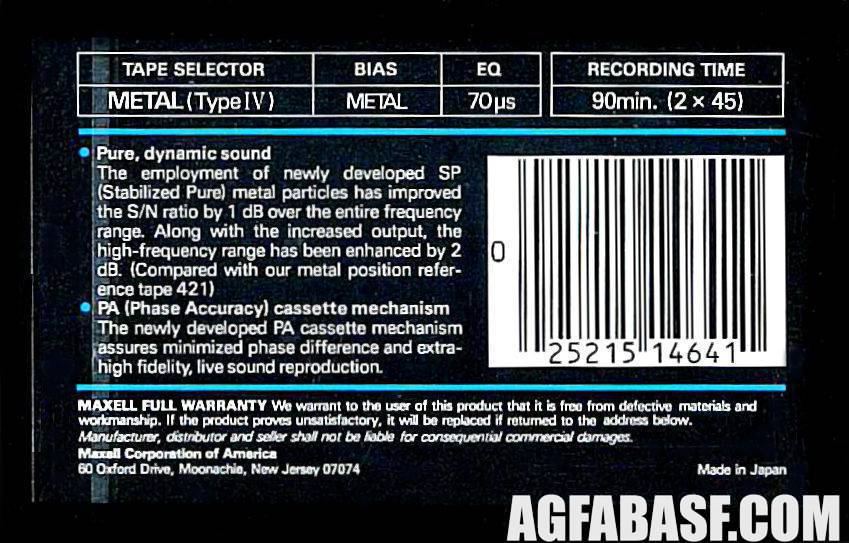 TAPE SELECTOR BIAS EQ RECORDING TIME
METAL (Type IV) METAL 70µs 90min. (2 × 45)
• Pure, dynamic sound
The employment of newly developed SP
(Stabilized Pure) metal particles has improved
the S/N ratio by 1 dB over the entire frequency
range. Along with the increased output, the
high-frequency range has been enhanced by 2
dB. (Compared with our metal position refer-
ence tape 421)
• PA (Phase Accuracy) cassette mechanism
The newly developed PA cassette mechanism
assures minimized phase difference and extra-
high fidelity, live sound reproduction.
0
25215 14641
MAXELL FULL WARRANTY We warrant to the user of this product that it is free from defective materials and
workmanship. If the product proves unsatisfactory, it will be replaced if returned to the address below.
Manufacturer, distributor and seller shall not be liable for consequential commercial damages.
Maxell Corporation of America
60 Oxford Drive, Moonachie, New Jersey 07074
Made in Japan
AGFABASF.COM